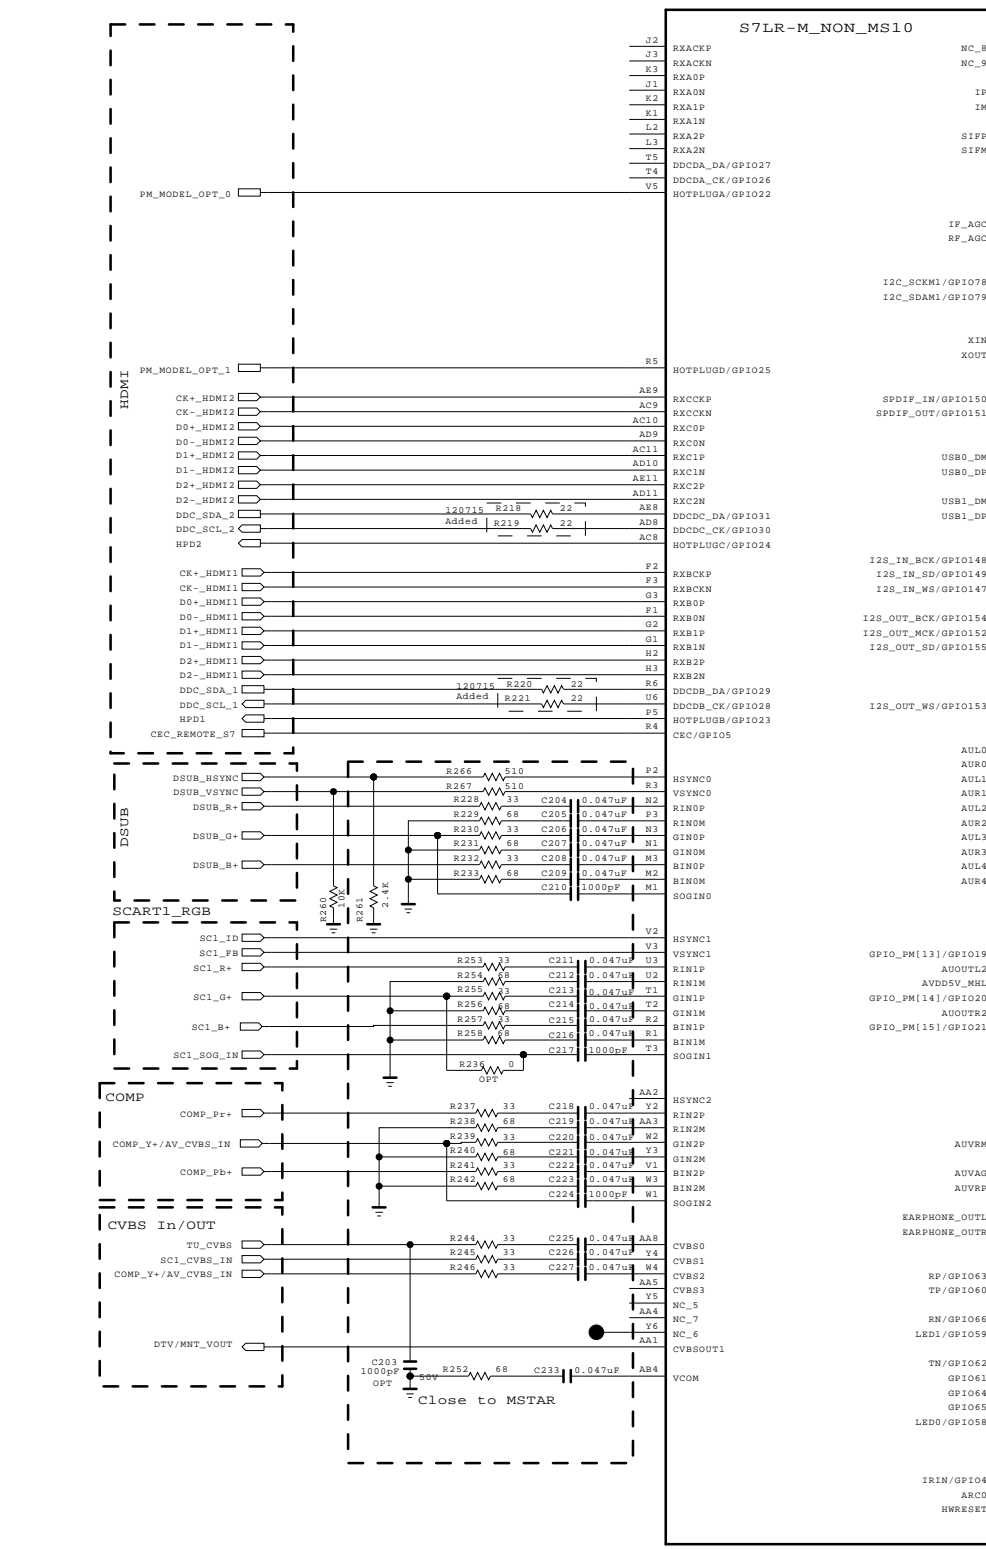 S7LR-M_NON_MS10
J2 RXACKP NC_8
J3 RXACKN NC_9
K3 RXA0P
J1 RXA0N IP
K2 RXA1P IM
K1 RXA1N
L2 RXA2P SIFP
L3 RXA2N SIFM
T5 DDCDA_DA/GPIO27
T4 DDCDA_CK/GPIO26
PM_MODEL_OPT_0 V5 HOTPLUGA/GPIO22
IF_AGC
RF_AGC
I2C_SCKM1/GPIO78
I2C_SDAM1/GPIO79
XIN
XOUT
HDMI
PM_MODEL_OPT_1 R5 HOTPLUGD/GPIO25
CK+_HDMI2 AE9 RXCCKP SPDIF_IN/GPIO150
CK-_HDMI2 AC9 RXCCKN SPDIF_OUT/GPIO151
D0+_HDMI2 AC10 RXC0P
D0-_HDMI2 AD9 RXC0N
D1+_HDMI2 AC11 RXC1P USB0_DM
D1-_HDMI2 AD10 RXC1N USB0_DP
D2+_HDMI2 AE11 RXC2P
D2-_HDMI2 AD11 RXC2N USB1_DM
DDC_SDA_2 120715 R218 22 AE8 DDCDC_DA/GPIO31 USB1_DP
DDC_SCL_2 Added R219 22 AD8 DDCDC_CK/GPIO30
HPD2 AC8 HOTPLUGC/GPIO24
I2S_IN_BCK/GPIO148
CK+_HDMI1 F2 RXBCKP I2S_IN_SD/GPIO149
CK-_HDMI1 F3 RXBCKN I2S_IN_WS/GPIO147
D0+_HDMI1 G3 RXB0P
D0-_HDMI1 F1 RXB0N I2S_OUT_BCK/GPIO154
D1+_HDMI1 G2 RXB1P I2S_OUT_MCK/GPIO152
D1-_HDMI1 G1 RXB1N I2S_OUT_SD/GPIO155
D2+_HDMI1 H2 RXB2P
D2-_HDMI1 H3 RXB2N
DDC_SDA_1 120715 R220 22 R6 DDCDB_DA/GPIO29
DDC_SCL_1 Added R221 22 U6 DDCDB_CK/GPIO28 I2S_OUT_WS/GPIO153
HPD1 P5 HOTPLUGB/GPIO23
CEC_REMOTE_S7 R4 CEC/GPIO5
AUL0
AUR0
DSUB
DSUB_HSYNC R266 510 P2 HSYNC0 AUL1
DSUB_VSYNC R267 510 R3 VSYNC0 AUR1
DSUB_R+ R228 33 C204 0.047uF N2 RIN0P AUL2
R229 68 C205 0.047uF P3 RIN0M AUR2
DSUB_G+ R230 33 C206 0.047uF N3 GIN0P AUL3
R231 68 C207 0.047uF N1 GIN0M AUR3
DSUB_B+ R232 33 C208 0.047uF M3 BIN0P AUL4
R233 68 C209 0.047uF M2 BIN0M AUR4
C210 1000pF M1 SOGIN0
R260 10K
R261 2.4K
SCART1_RGB
SC1_ID V2 HSYNC1
SC1_FB V3 VSYNC1 GPIO_PM[13]/GPIO19
SC1_R+ R253 33 C211 0.047uF U3 RIN1P AUOUTL2
R254 68 C212 0.047uF U2 RIN1M AVDD5V_MHL
SC1_G+ R255 33 C213 0.047uF T1 GIN1P GPIO_PM[14]/GPIO20
R256 68 C214 0.047uF T2 GIN1M AUOUTR2
SC1_B+ R257 33 C215 0.047uF R2 BIN1P GPIO_PM[15]/GPIO21
R258 68 C216 0.047uF R1 BIN1M
SC1_SOG_IN C217 1000pF T3 SOGIN1
R236 0
OPT
COMP
AA2 HSYNC2
COMP_Pr+ R237 33 C218 0.047uF Y2 RIN2P
R238 68 C219 0.047uF AA3 RIN2M
COMP_Y+/AV_CVBS_IN R239 33 C220 0.047uF W2 GIN2P AUVRM
R240 68 C221 0.047uF Y3 GIN2M
COMP_Pb+ R241 33 C222 0.047uF V1 BIN2P AUVAG
R242 68 C223 0.047uF W3 BIN2M AUVRP
C224 1000pF W1 SOGIN2
CVBS In/OUT
EARPHONE_OUTL
EARPHONE_OUTR
TU_CVBS R244 33 C225 0.047uF AA8 CVBS0
SC1_CVBS_IN R245 33 C226 0.047uF Y4 CVBS1
COMP_Y+/AV_CVBS_IN R246 33 C227 0.047uF W4 CVBS2 RP/GPIO63
AA5 CVBS3 TP/GPIO60
Y5 NC_5
AA4 NC_7 RN/GPIO66
Y6 NC_6 LED1/GPIO59
DTV/MNT_VOUT AA1 CVBSOUT1
C203
1000pF
OPT 50V
R252 68 C233 0.047uF AB4 VCOM
TN/GPIO62
GPIO61
GPIO64
GPIO65
LED0/GPIO58
Close to MSTAR
IRIN/GPIO4
ARC0
HWRESET